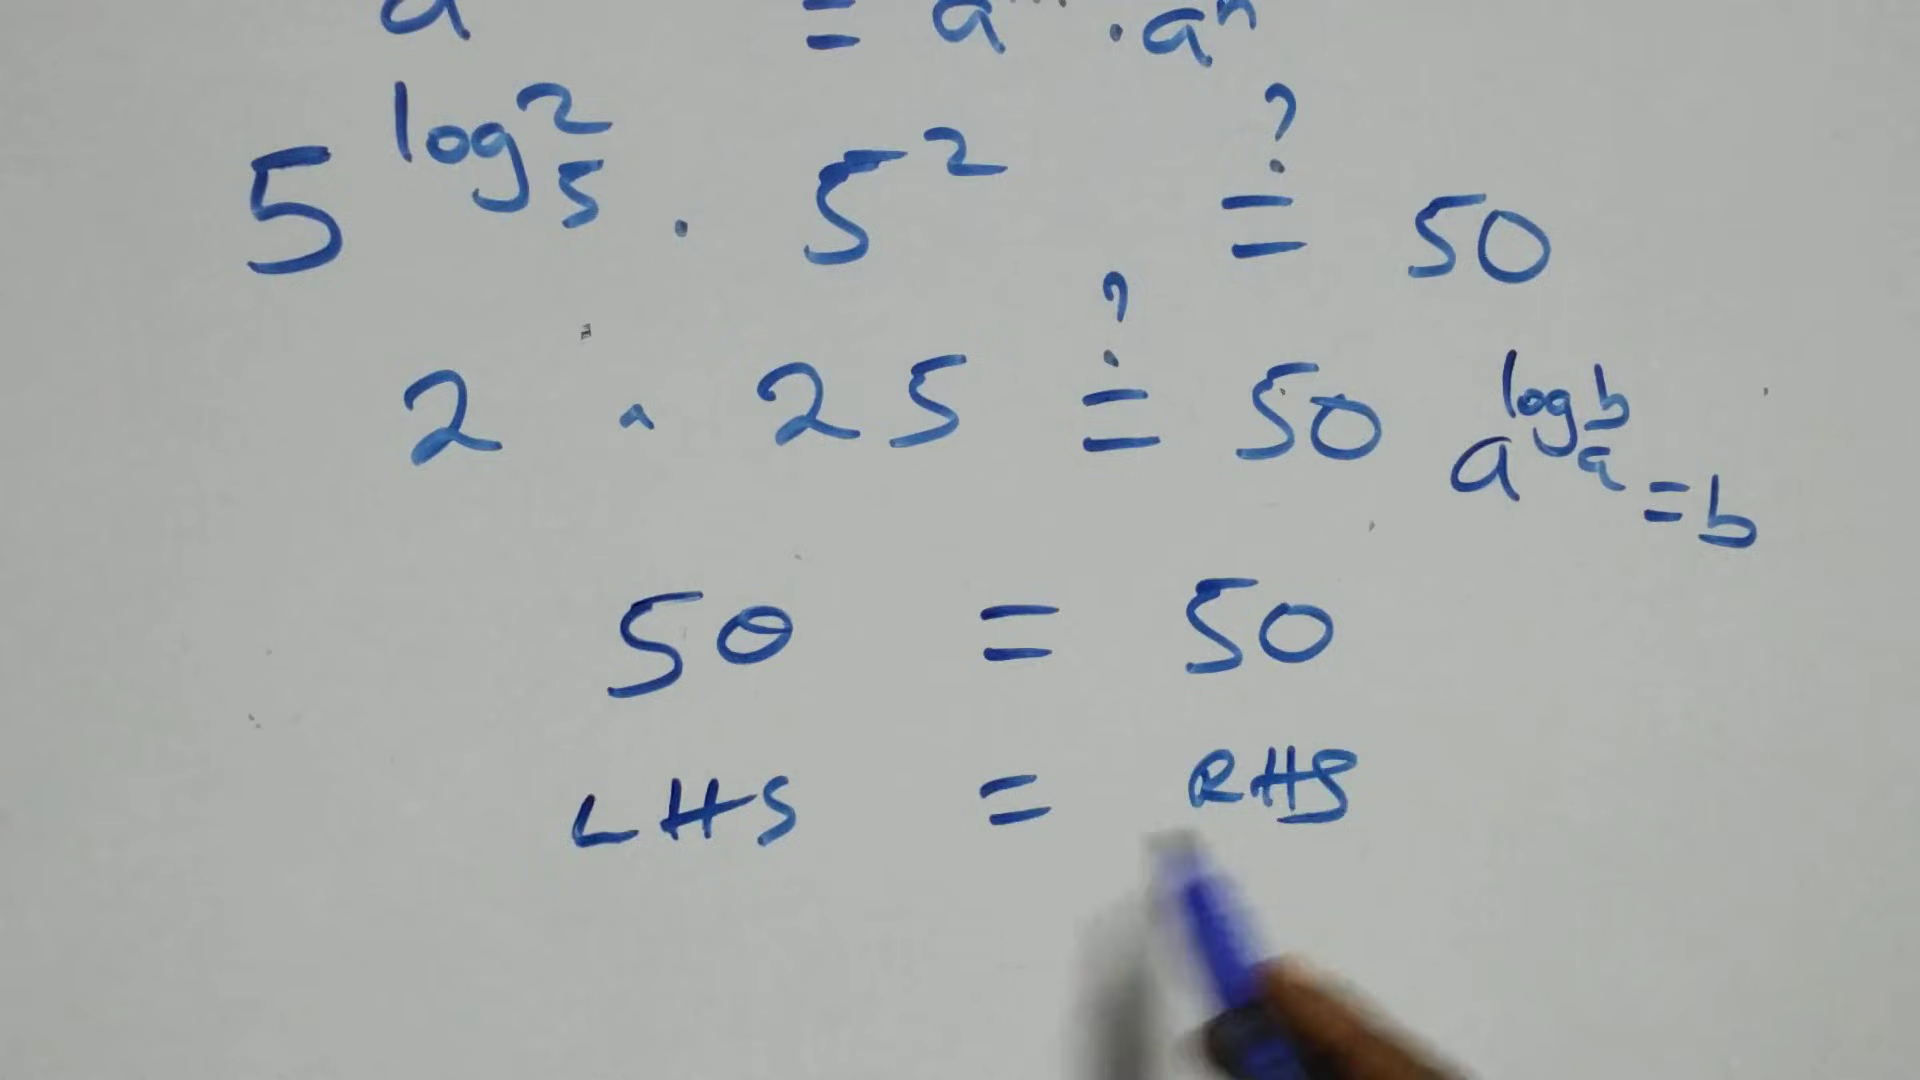 a = a^m · a^n
5^log_5 2 · 5^2 ≟ 50
2 · 25 ≟ 50 a^log_a b = b
50 = 50
LHS = RHS